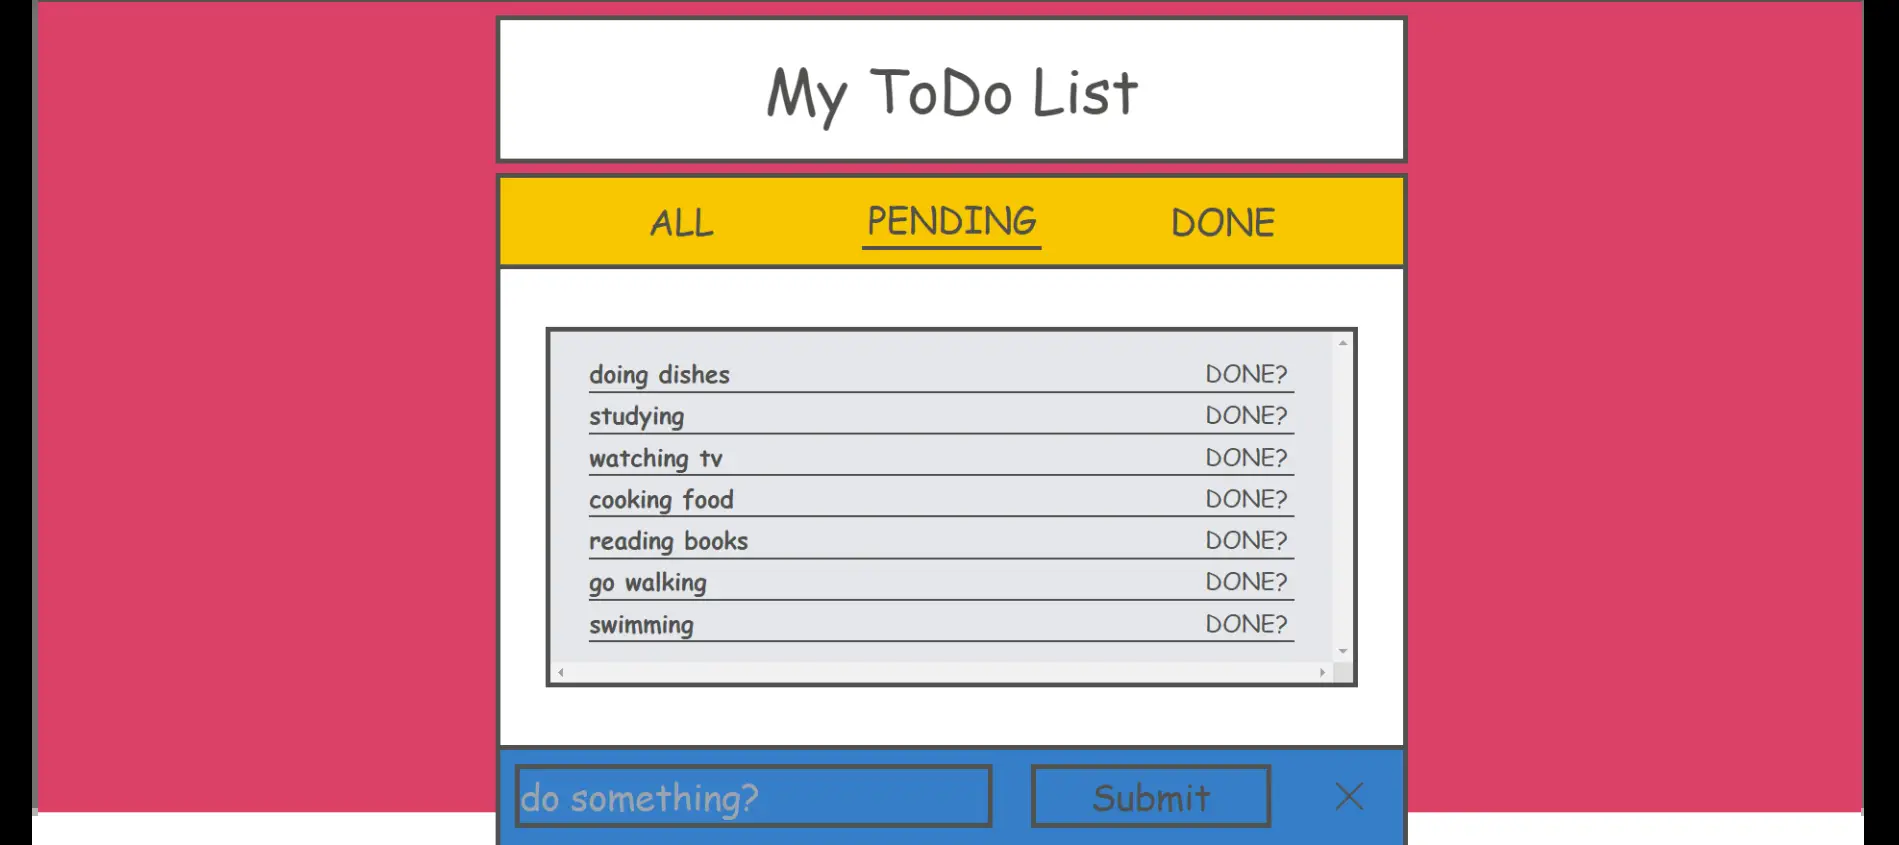 My ToDo List
ALL PENDING DONE
doing dishes DONE?
studying DONE?
watching tv DONE?
cooking food DONE?
reading books DONE?
go walking DONE?
swimming DONE?
do something? Submit